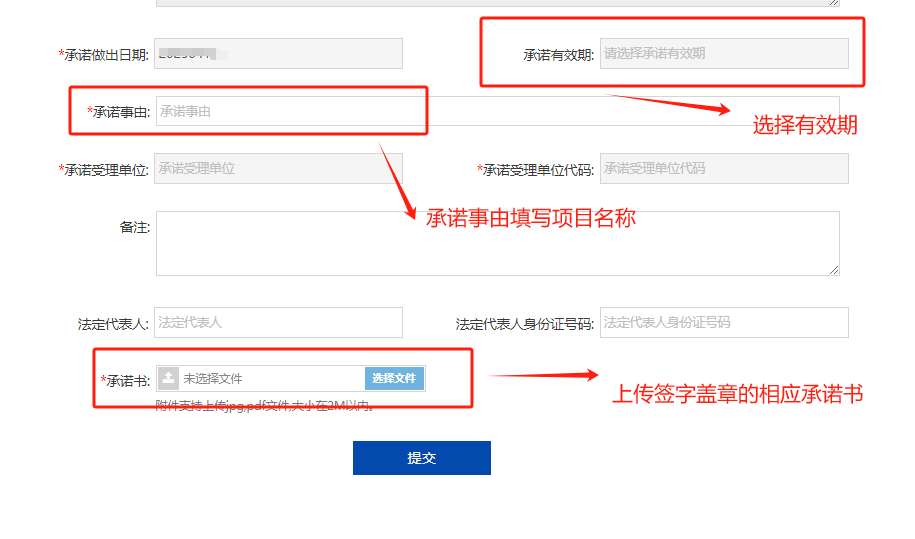 *承诺做出日期:
承诺有效期: 请选择承诺有效期
*承诺事由: 承诺事由
选择有效期
*承诺受理单位: 承诺受理单位
*承诺受理单位代码: 承诺受理单位代码
承诺事由填写项目名称
备注:
法定代表人: 法定代表人
法定代表人身份证号码: 法定代表人身份证号码
*承诺书: 未选择文件 选择文件
上传签字盖章的相应承诺书
附件支持上传jpg,pdf文件,大小在2M以内。
提交